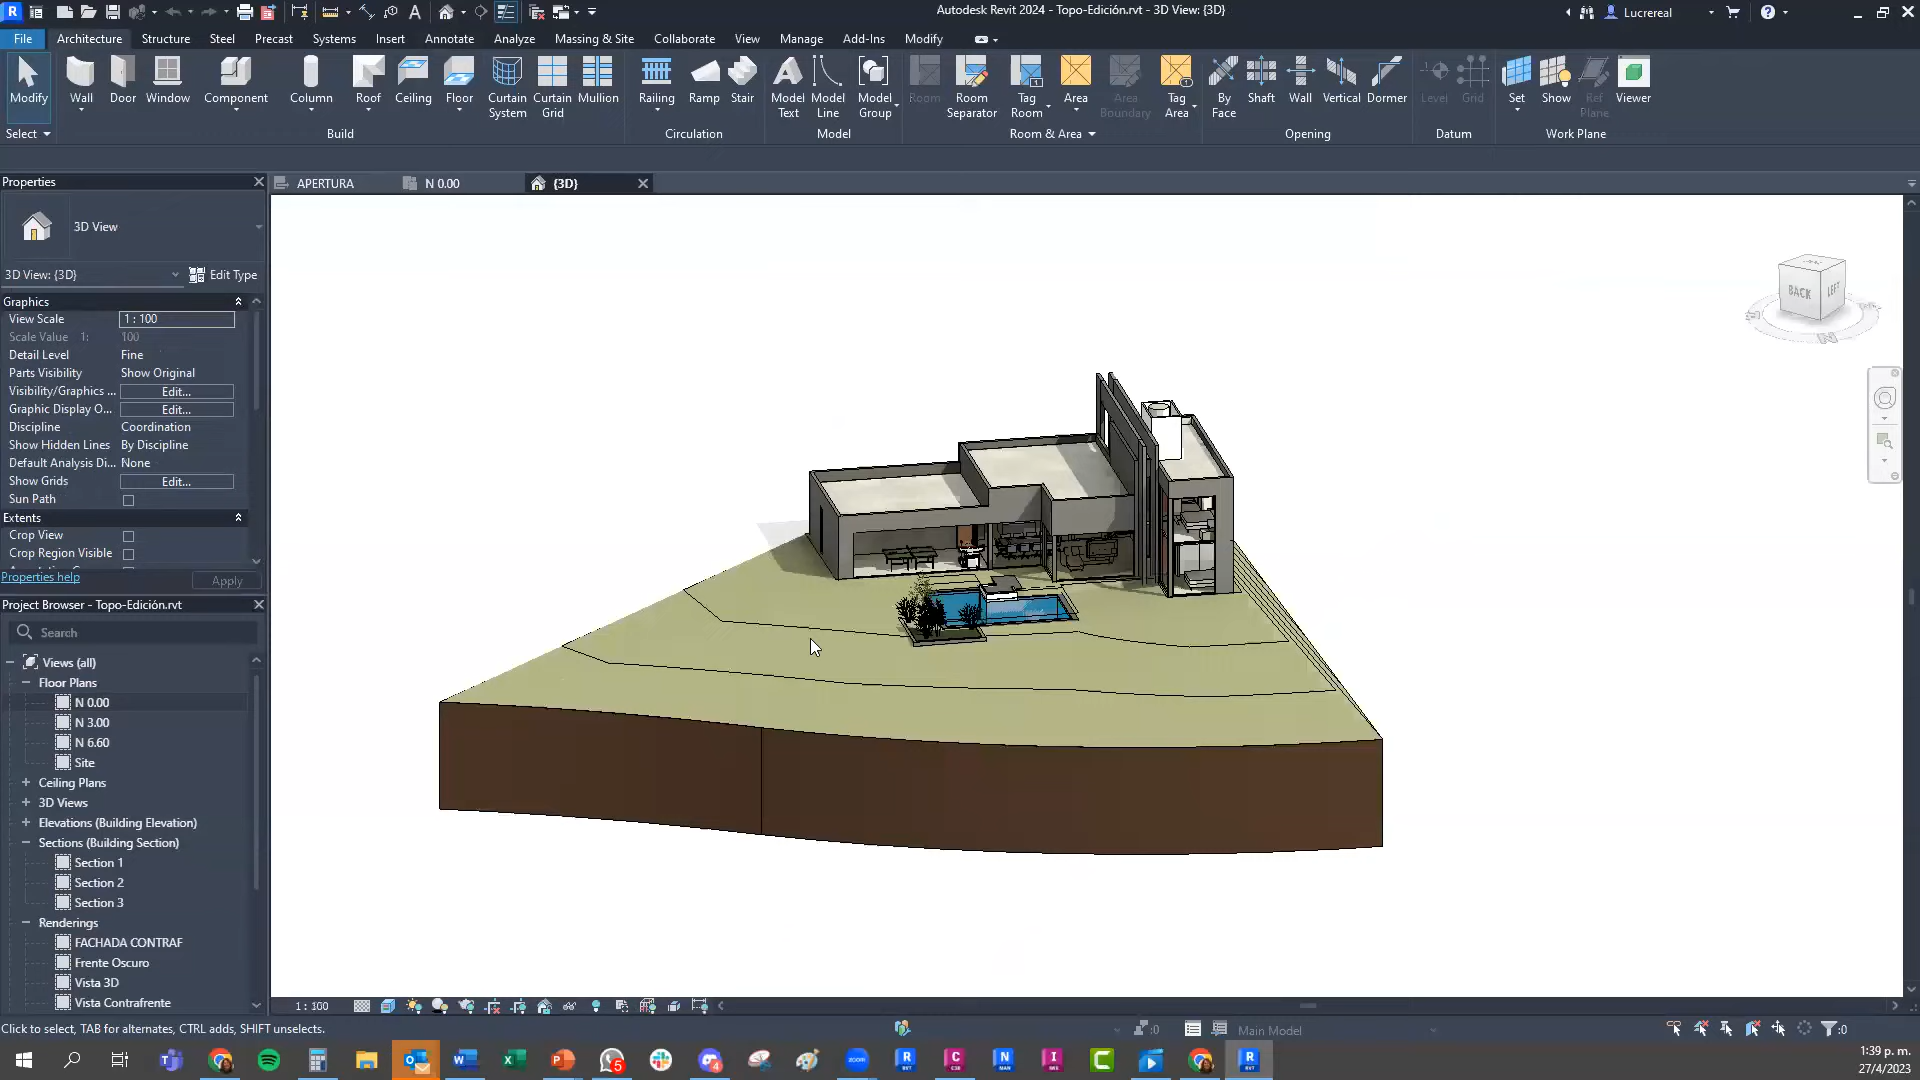 Autodesk Revit 2024 - Topo-Edición.rvt - 3D View: {3D}
Lucrereal
File Architecture Structure Steel Precast Systems Insert Annotate Analyze Massing & Site Collaborate View Manage Add-Ins Modify
Modify Wall Door Window Component Column Roof Ceiling Floor Curtain System Curtain Grid Mullion Railing Ramp Stair Model Text Model Line Model Group Room Room Separator Tag Room Area Area Boundary Tag Area By Face Shaft Wall Vertical Dormer Level Grid Set Show Ref Plane Viewer
Select Build Circulation Model Room & Area Opening Datum Work Plane
Properties
APERTURA N 0.00 {3D}
3D View
3D View: {3D} Edit Type
Graphics
View Scale 1 : 100
Scale Value 1: 100
Detail Level Fine
Parts Visibility Show Original
Visibility/Graphics ... Edit...
Graphic Display O... Edit...
Discipline Coordination
Show Hidden Lines By Discipline
Default Analysis Di... None
Show Grids Edit...
Sun Path
Extents
Crop View
Crop Region Visible
Properties help Apply
Project Browser - Topo-Edición.rvt
Search
Views (all)
Floor Plans
N 0.00
N 3.00
N 6.60
Site
Ceiling Plans
3D Views
Elevations (Building Elevation)
Sections (Building Section)
Section 1
Section 2
Section 3
Renderings
FACHADA CONTRAF
Frente Oscuro
Vista 3D
Vista Contrafrente
BACK LEFT
N
1 : 100
Click to select, TAB for alternates, CTRL adds, SHIFT unselects.
:0 Main Model :0
1:39 p. m.
27/4/2023